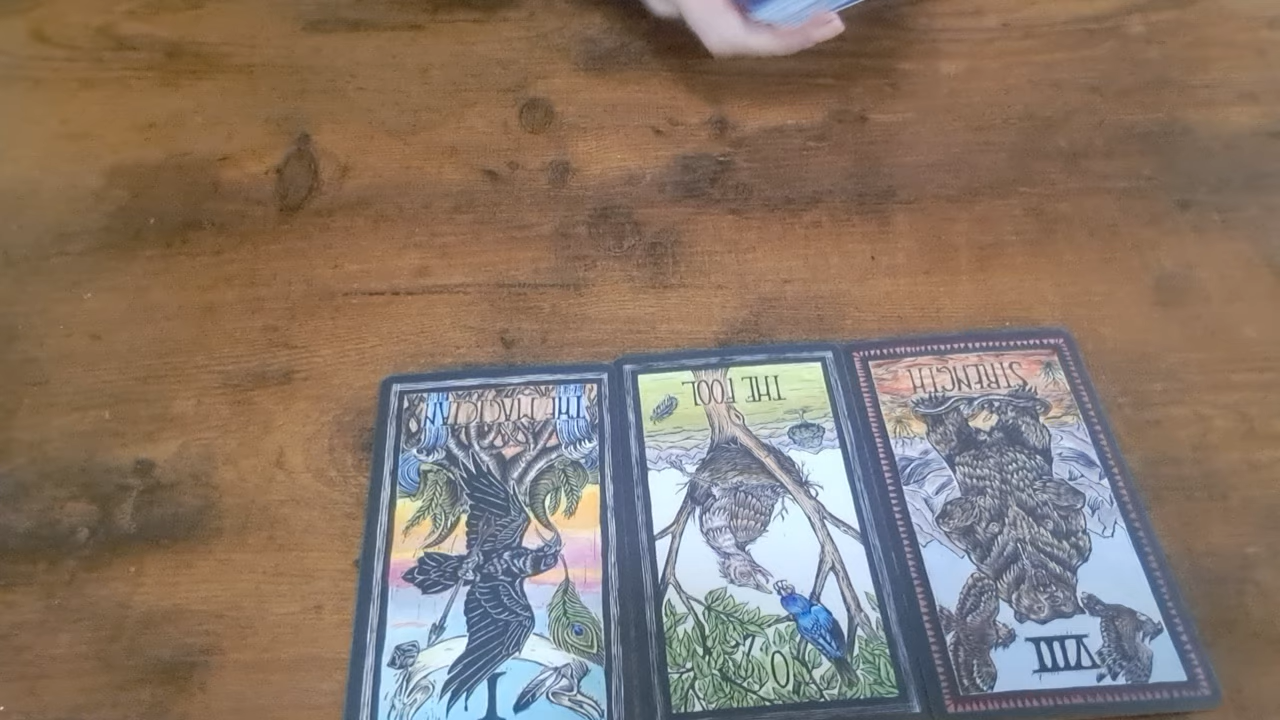 THE MAGICIAN
I
THE FOOL
0
STRENGTH
VIII